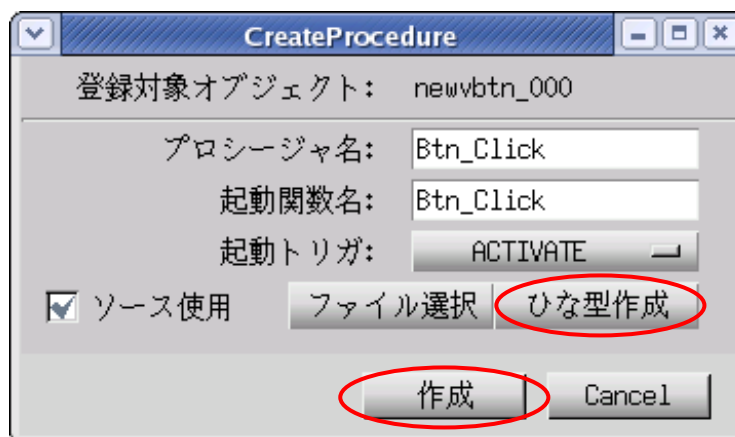 CreateProcedure
登録対象オブジェクト： newvbtn_000
プロシージャ名： Btn_Click
起動関数名： Btn_Click
起動トリガ： ACTIVATE
ソース使用 ファイル選択 ひな型作成
作成 Cancel